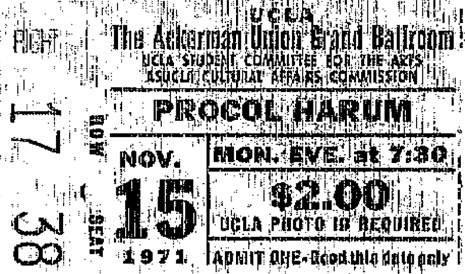 UCLA
The Ackerman Union Grand Ballroom
UCLA STUDENT COMMITTEE FOR THE ARTS
ASUCLA CULTURAL AFFAIRS COMMISSION
PROCOL HARUM
NOV.
15
1971
MON. EVE. at 7:30
$2.00
UCLA PHOTO ID REQUIRED
ADMIT ONE-Good this date only
RIGHT
17
ROW
38
SEAT